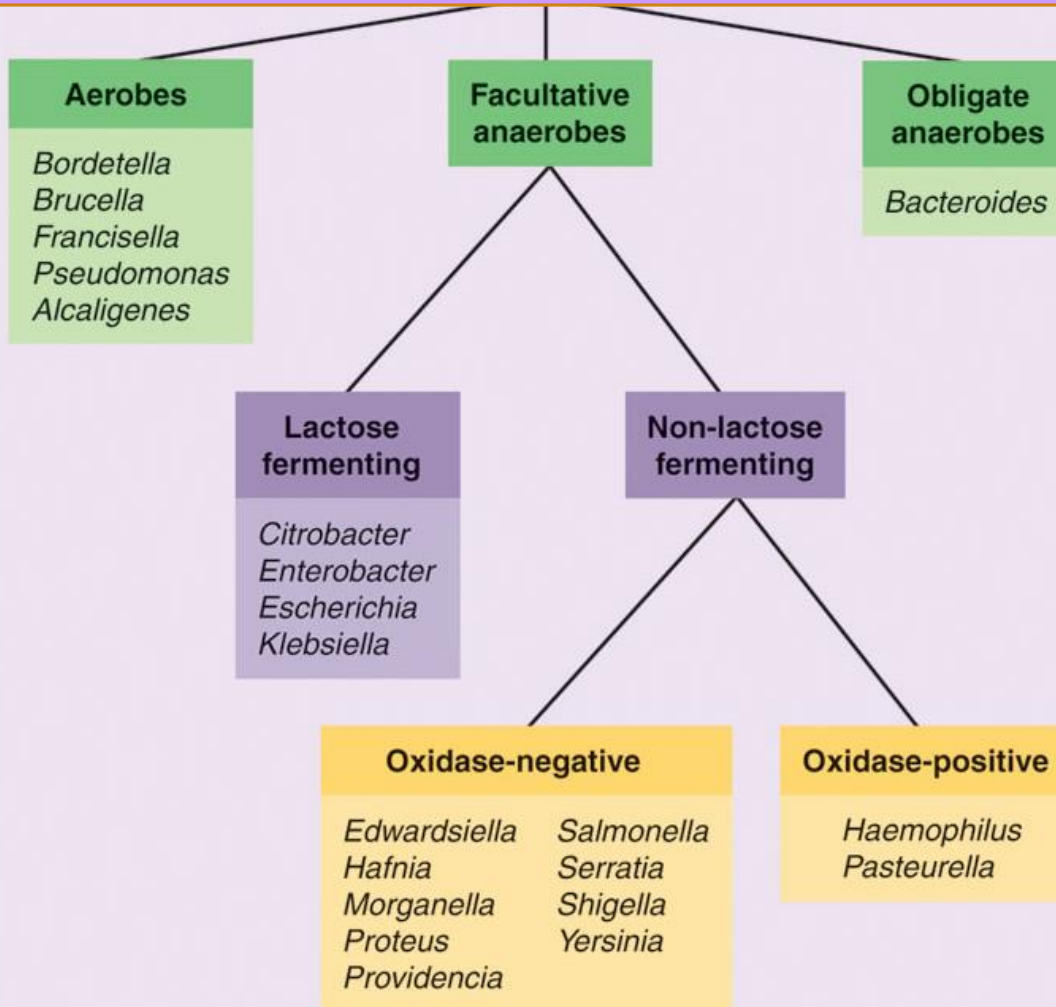 Aerobes
Bordetella
Brucella
Francisella
Pseudomonas
Alcaligenes
Facultative
anaerobes
Obligate
anaerobes
Bacteroides
Lactose
fermenting
Citrobacter
Enterobacter
Escherichia
Klebsiella
Non-lactose
fermenting
Oxidase-negative
Edwardsiella
Hafnia
Morganella
Proteus
Providencia
Salmonella
Serratia
Shigella
Yersinia
Oxidase-positive
Haemophilus
Pasteurella